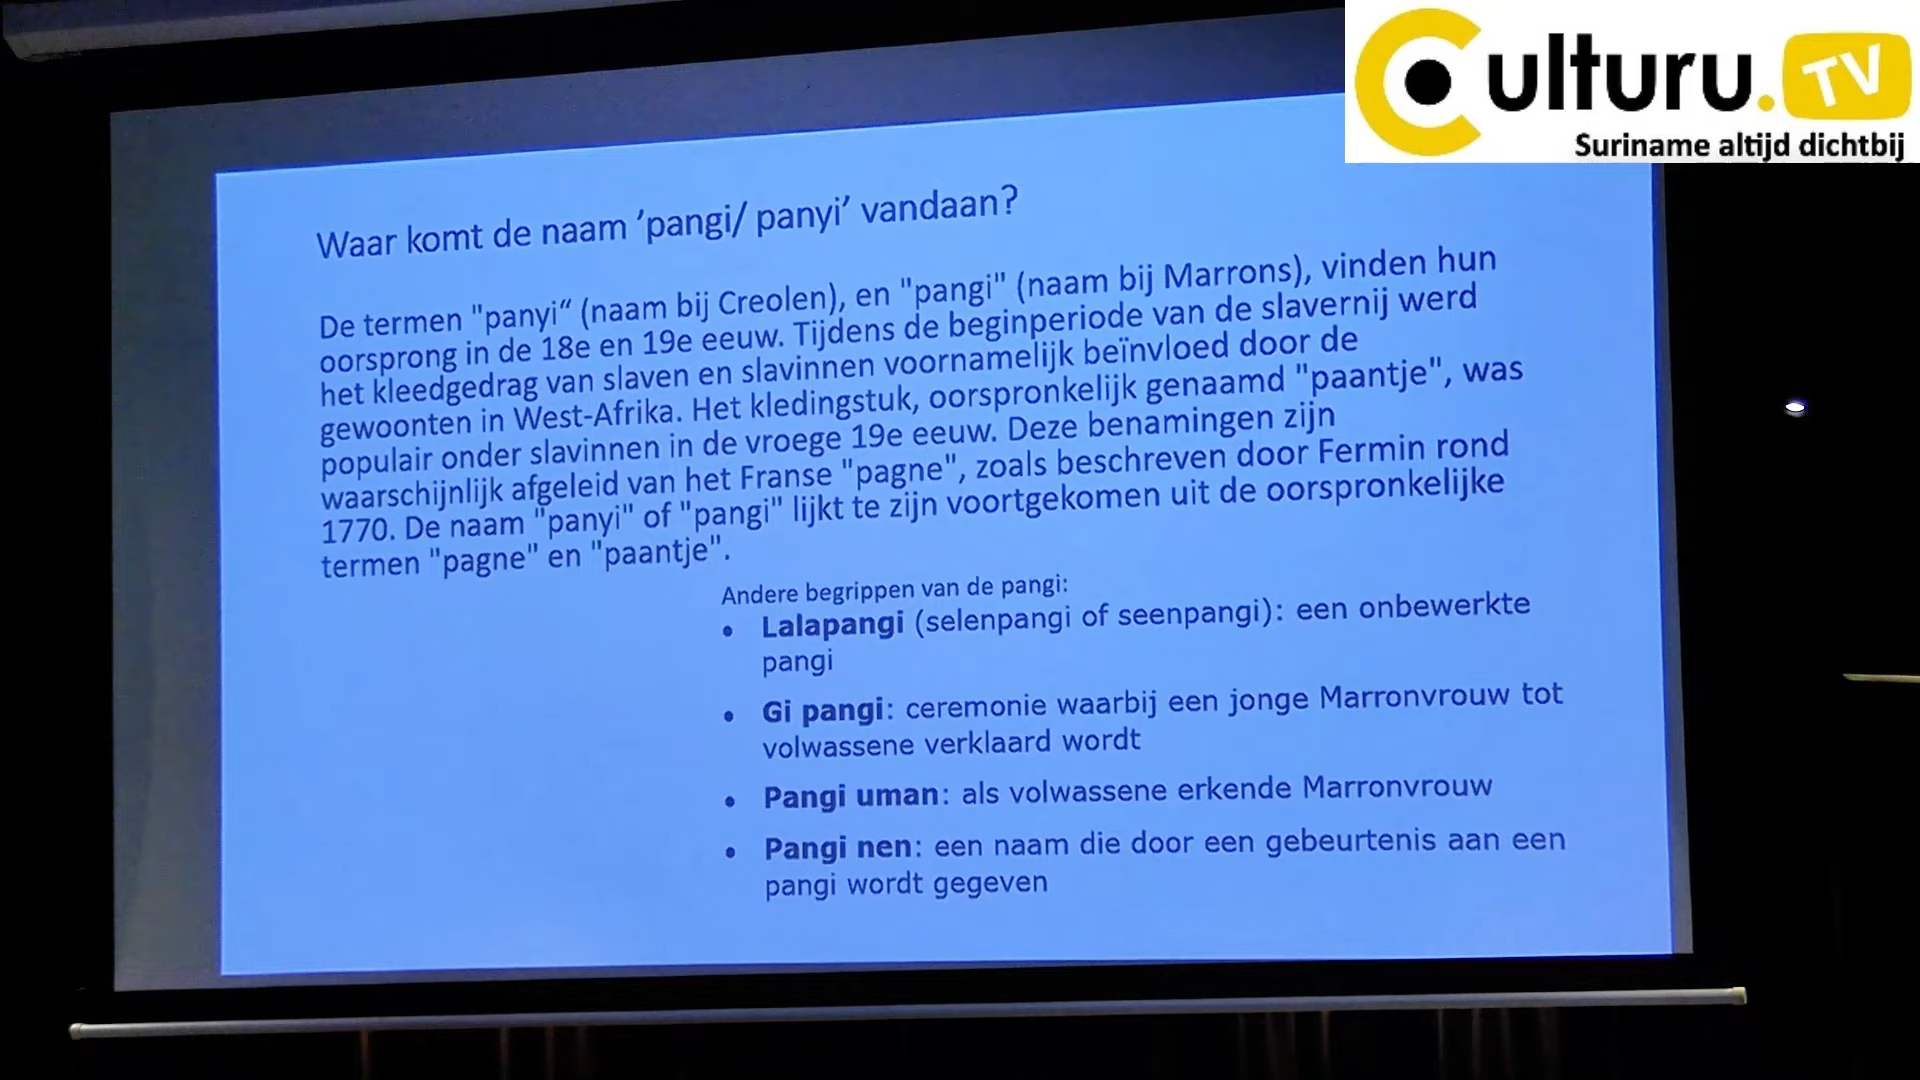 Culturu.TV
Suriname altijd dichtbij
Waar komt de naam ’pangi/ panyi’ vandaan?
De termen "panyi“ (naam bij Creolen), en "pangi" (naam bij Marrons), vinden hun
oorsprong in de 18e en 19e eeuw. Tijdens de beginperiode van de slavernij werd
het kleedgedrag van slaven en slavinnen voornamelijk beïnvloed door de
gewoonten in West-Afrika. Het kledingstuk, oorspronkelijk genaamd "paantje", was
populair onder slavinnen in de vroege 19e eeuw. Deze benamingen zijn
waarschijnlijk afgeleid van het Franse "pagne", zoals beschreven door Fermin rond
1770. De naam "panyi" of "pangi" lijkt te zijn voortgekomen uit de oorspronkelijke
termen "pagne" en "paantje".
Andere begrippen van de pangi:
• Lalapangi (selenpangi of seenpangi): een onbewerkte
pangi
• Gi pangi: ceremonie waarbij een jonge Marronvrouw tot
volwassene verklaard wordt
• Pangi uman: als volwassene erkende Marronvrouw
• Pangi nen: een naam die door een gebeurtenis aan een
pangi wordt gegeven